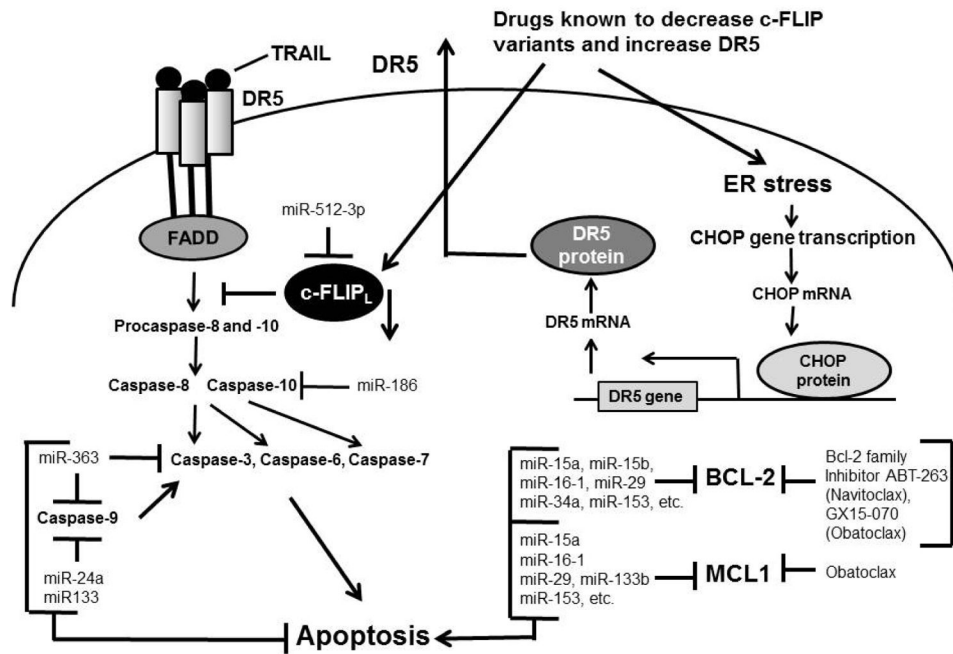 Drugs known to decrease c-FLIP
variants and increase DR5
TRAIL
DR5
DR5
ER stress
miR-512-3p
FADD
DR5
protein
CHOP gene transcription
c-FLIPL
CHOP mRNA
Procaspase-8 and -10
DR5 mRNA
CHOP
protein
Caspase-8
Caspase-10
miR-186
DR5 gene
miR-363
Caspase-3, Caspase-6, Caspase-7
Caspase-9
miR-24a
miR133
miR-15a, miR-15b,
miR-16-1, miR-29
miR-34a, miR-153, etc.
BCL-2
Bcl-2 family
Inhibitor ABT-263
(Navitoclax),
GX15-070
(Obatoclax)
miR-15a
miR-16-1
miR-29, miR-133b
miR-153, etc.
MCL1
Obatoclax
Apoptosis